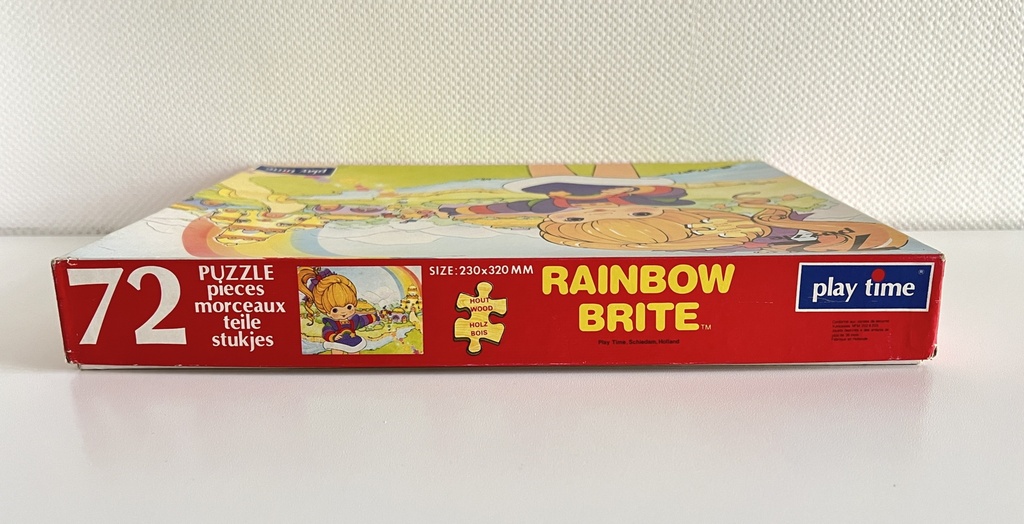 play time
72
PUZZLE
pieces
morceaux
teile
stukjes
SIZE: 230x320 MM
HOUT
WOOD
HOLZ
BOIS
RAINBOW
BRITE™
Play Time, Schiedam, Holland
play time®